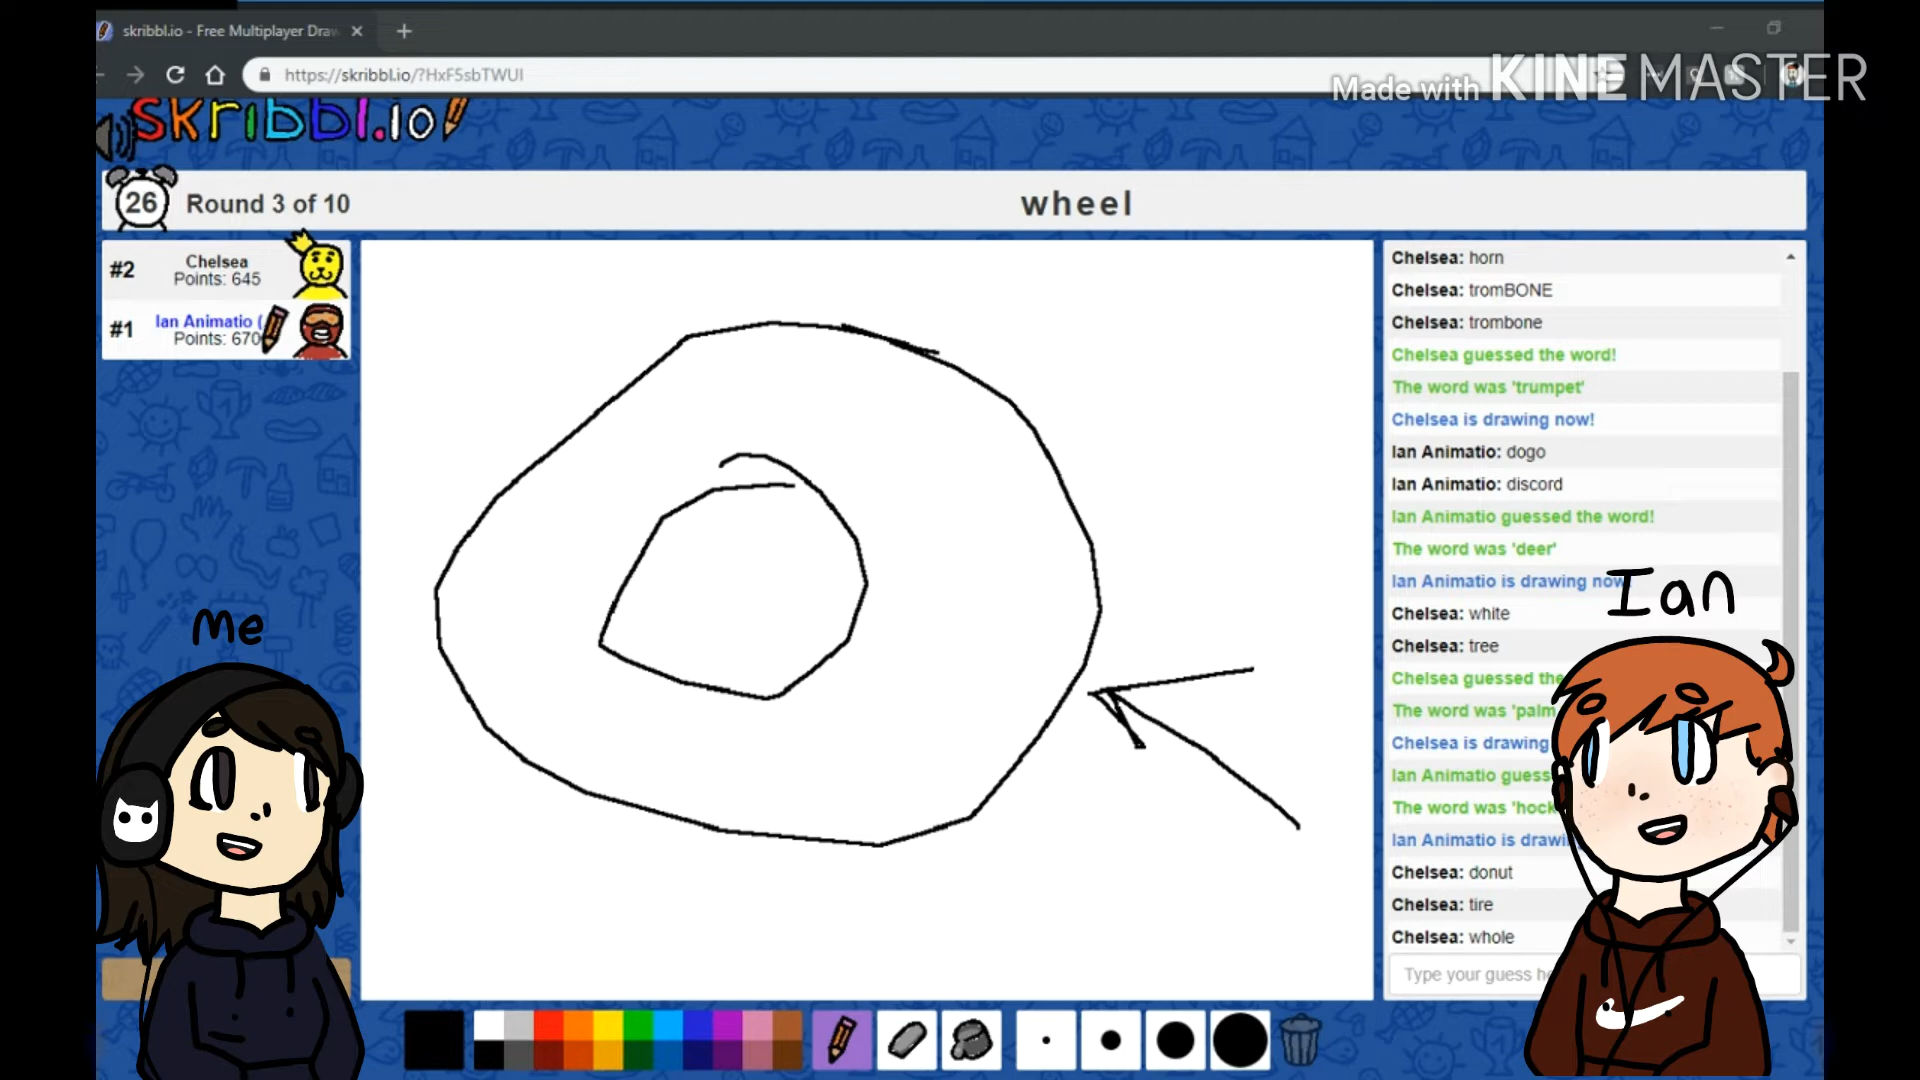 skribbl.io - Free Multiplayer Draw
https://skribbl.io/?HxF5sbTWUI
Made with KINEMASTER
skribbl.io
26
Round 3 of 10
wheel
#2
Chelsea
Points: 645
#1
Ian Animatio (
Points: 670
Chelsea: horn
Chelsea: tromBONE
Chelsea: trombone
Chelsea guessed the word!
The word was 'trumpet'
Chelsea is drawing now!
Ian Animatio: dogo
Ian Animatio: discord
Ian Animatio guessed the word!
The word was 'deer'
Ian Animatio is drawing now
Chelsea: white
Chelsea: tree
Chelsea guessed the
The word was 'palm
Chelsea is drawing
Ian Animatio guess
The word was 'hock
Ian Animatio is drawi
Chelsea: donut
Chelsea: tire
Chelsea: whole
Type your guess he
Me
Ian